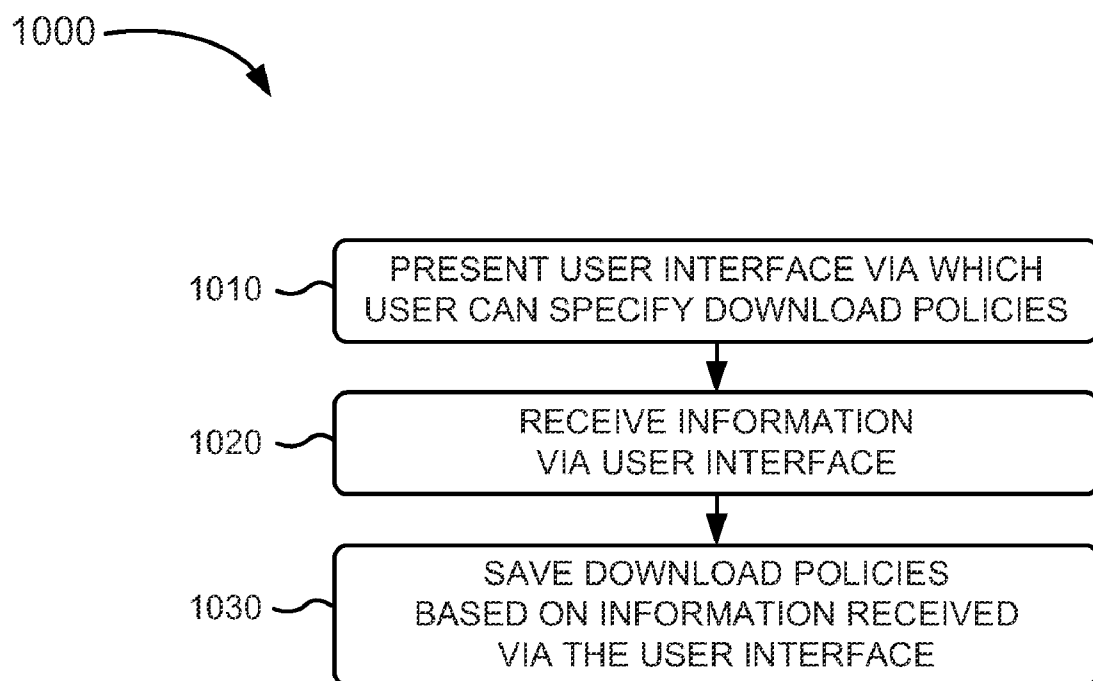 1000
1010
PRESENT USER INTERFACE VIA WHICH
USER CAN SPECIFY DOWNLOAD POLICIES
1020
RECEIVE INFORMATION
VIA USER INTERFACE
1030
SAVE DOWNLOAD POLICIES
BASED ON INFORMATION RECEIVED
VIA THE USER INTERFACE